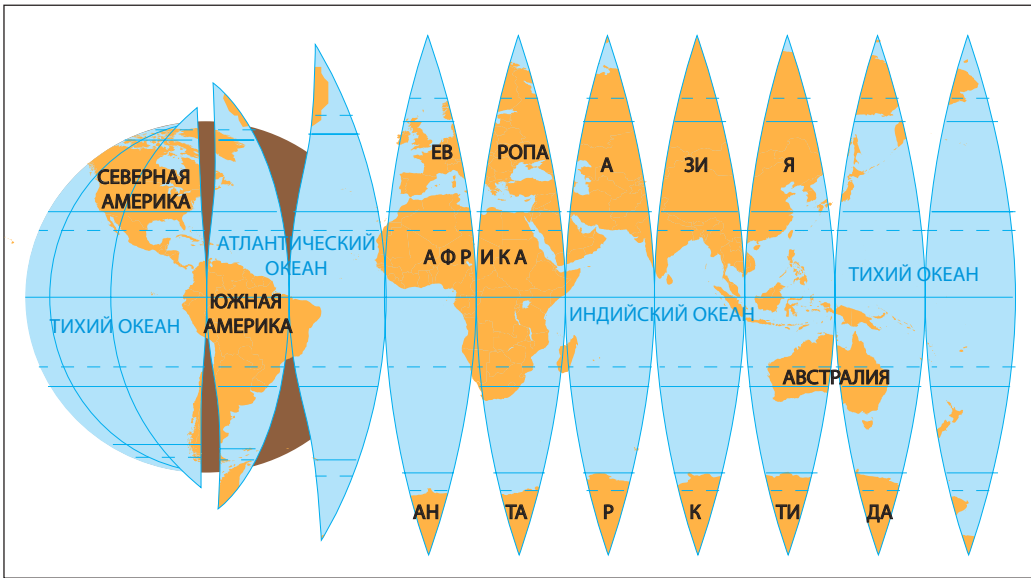 СЕВЕРНАЯ
АМЕРИКА
АТЛАНТИЧЕСКИЙ
ОКЕАН
ЮЖНАЯ
АМЕРИКА
ТИХИЙ ОКЕАН
ЕВ РОПА
А ЗИ Я
А Ф Р И К А
ИНДИЙСКИЙ ОКЕАН
ТИХИЙ ОКЕАН
АВСТРАЛИЯ
АН ТА Р К ТИ ДА